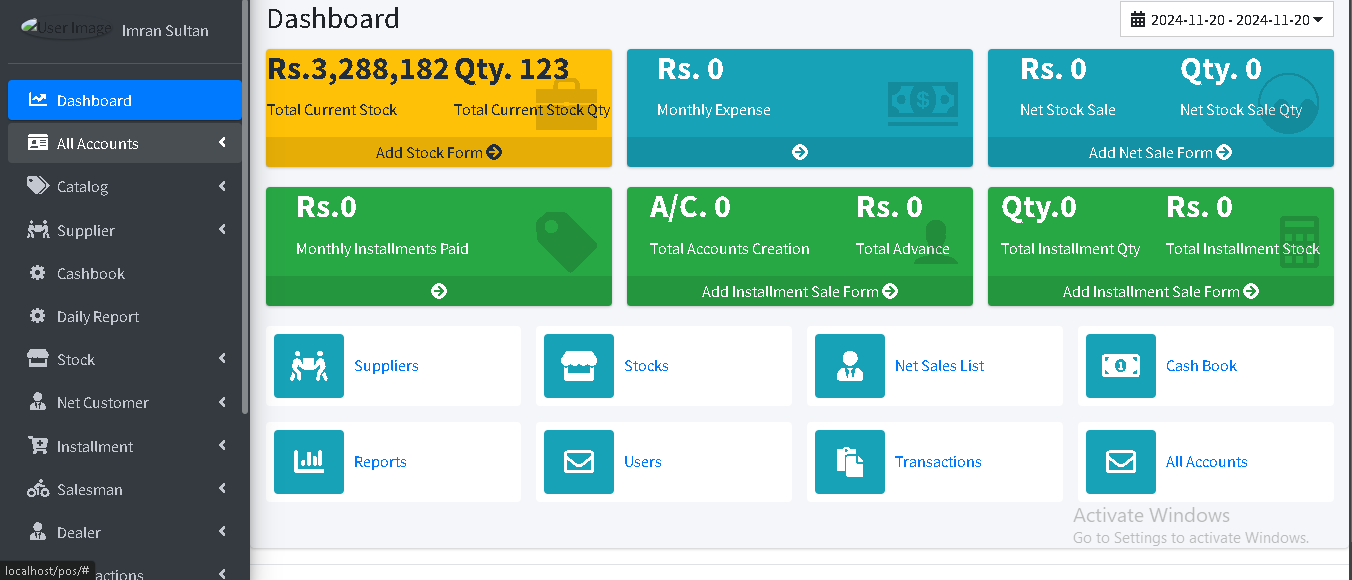 User Image
Imran Sultan
Dashboard
All Accounts
Catalog
Supplier
Cashbook
Daily Report
Stock
Net Customer
Installment
Salesman
Dealer
actions
localhost/pos/#
Dashboard
2024-11-20 - 2024-11-20
Rs.3,288,182 Qty. 123
Total Current Stock Total Current Stock Qty
Add Stock Form
Rs. 0
Monthly Expense
Rs. 0 Qty. 0
Net Stock Sale Net Stock Sale Qty
Add Net Sale Form
Rs.0
Monthly Installments Paid
A/C. 0 Rs. 0
Total Accounts Creation Total Advance
Add Installment Sale Form
Qty.0 Rs. 0
Total Installment Qty Total Installment Stock
Add Installment Sale Form
Suppliers
Stocks
Net Sales List
Cash Book
Reports
Users
Transactions
All Accounts
Activate Windows
Go to Settings to activate Windows.